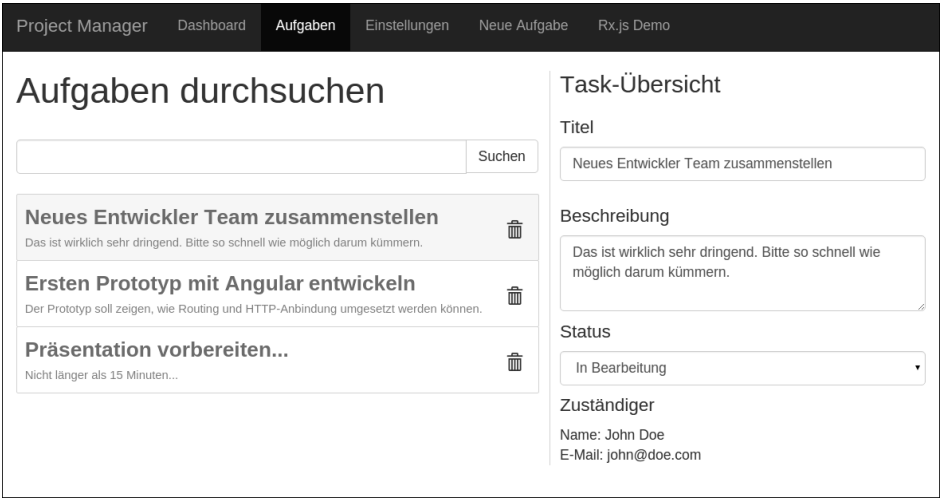 Project Manager Dashboard Aufgaben Einstellungen Neue Aufgabe Rx.js Demo
Aufgaben durchsuchen
Suchen
Neues Entwickler Team zusammenstellen
Das ist wirklich sehr dringend. Bitte so schnell wie möglich darum kümmern.
Ersten Prototyp mit Angular entwickeln
Der Prototyp soll zeigen, wie Routing und HTTP-Anbindung umgesetzt werden können.
Präsentation vorbereiten...
Nicht länger als 15 Minuten...
Task-Übersicht
Titel
Neues Entwickler Team zusammenstellen
Beschreibung
Das ist wirklich sehr dringend. Bitte so schnell wie
möglich darum kümmern.
Status
In Bearbeitung
Zuständiger
Name: John Doe
E-Mail: john@doe.com